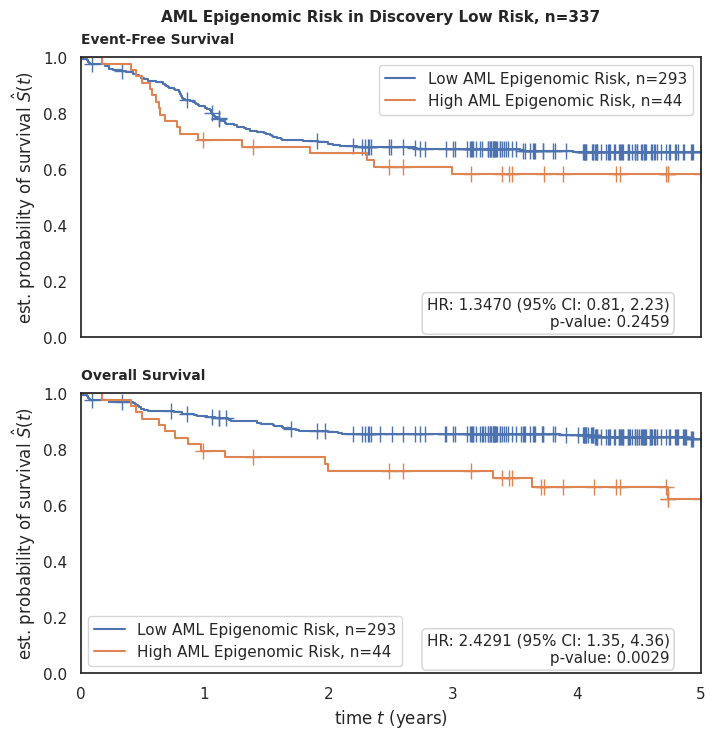 AML Epigenomic Risk in Discovery Low Risk, n=337
Event-Free Survival
est. probability of survival Ŝ(t)
1.0
0.8
0.6
0.4
0.2
0.0
Low AML Epigenomic Risk, n=293
High AML Epigenomic Risk, n=44
HR: 1.3470 (95% CI: 0.81, 2.23)
p-value: 0.2459
Overall Survival
est. probability of survival Ŝ(t)
1.0
0.8
0.6
0.4
0.2
0.0
Low AML Epigenomic Risk, n=293
High AML Epigenomic Risk, n=44
HR: 2.4291 (95% CI: 1.35, 4.36)
p-value: 0.0029
0 1 2 3 4 5
time t (years)